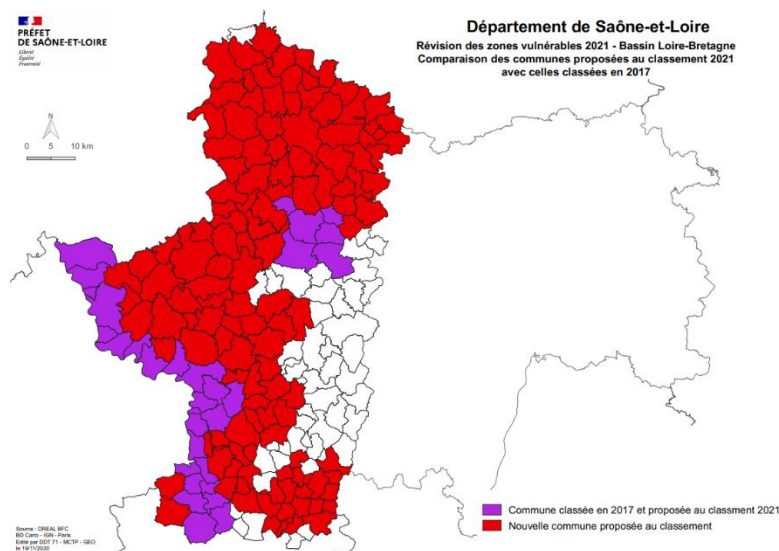 PRÉFET
DE SAÔNE-ET-LOIRE
Liberté
Égalité
Fraternité
Département de Saône-et-Loire
Révision des zones vulnérables 2021 - Bassin Loire-Bretagne
Comparaison des communes proposées au classement 2021
avec celles classées en 2017
N
0 5 10 km
Commune classée en 2017 et proposée au classment 2021
Nouvelle commune proposée au classement
Source : DREAL BFC
BD Carto - IGN - Paris
Edité par DDT 71 - MCTP - GEO
le 19/11/2020